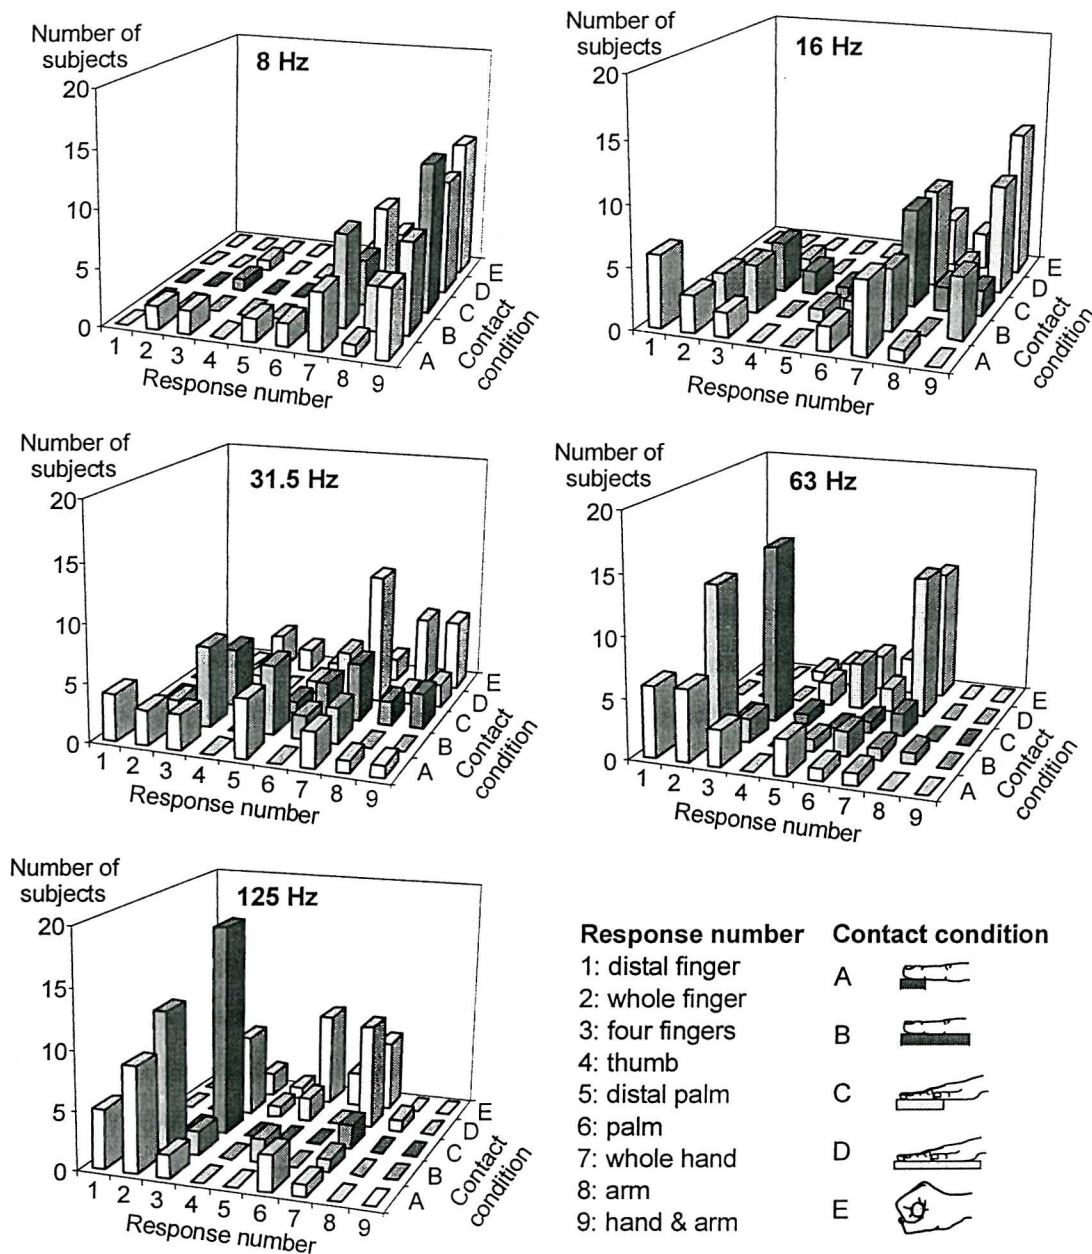 Number of
subjects
8 Hz
20
15
10
5
0
1 2 3 4 5 6 7 8 9
Response number
A B C D E
Contact
condition
Number of
subjects
16 Hz
20
15
10
5
0
1 2 3 4 5 6 7 8 9
Response number
A B C D E
Contact
condition
Number of
subjects
31.5 Hz
20
15
10
5
0
1 2 3 4 5 6 7 8 9
Response number
A B C D E
Contact
condition
Number of
subjects
63 Hz
20
15
10
5
0
1 2 3 4 5 6 7 8 9
Response number
A B C D E
Contact
condition
Number of
subjects
125 Hz
20
15
10
5
0
1 2 3 4 5 6 7 8 9
Response number
A B C D E
Contact
condition
Response number
1: distal finger
2: whole finger
3: four fingers
4: thumb
5: distal palm
6: palm
7: whole hand
8: arm
9: hand & arm
Contact condition
A
B
C
D
E